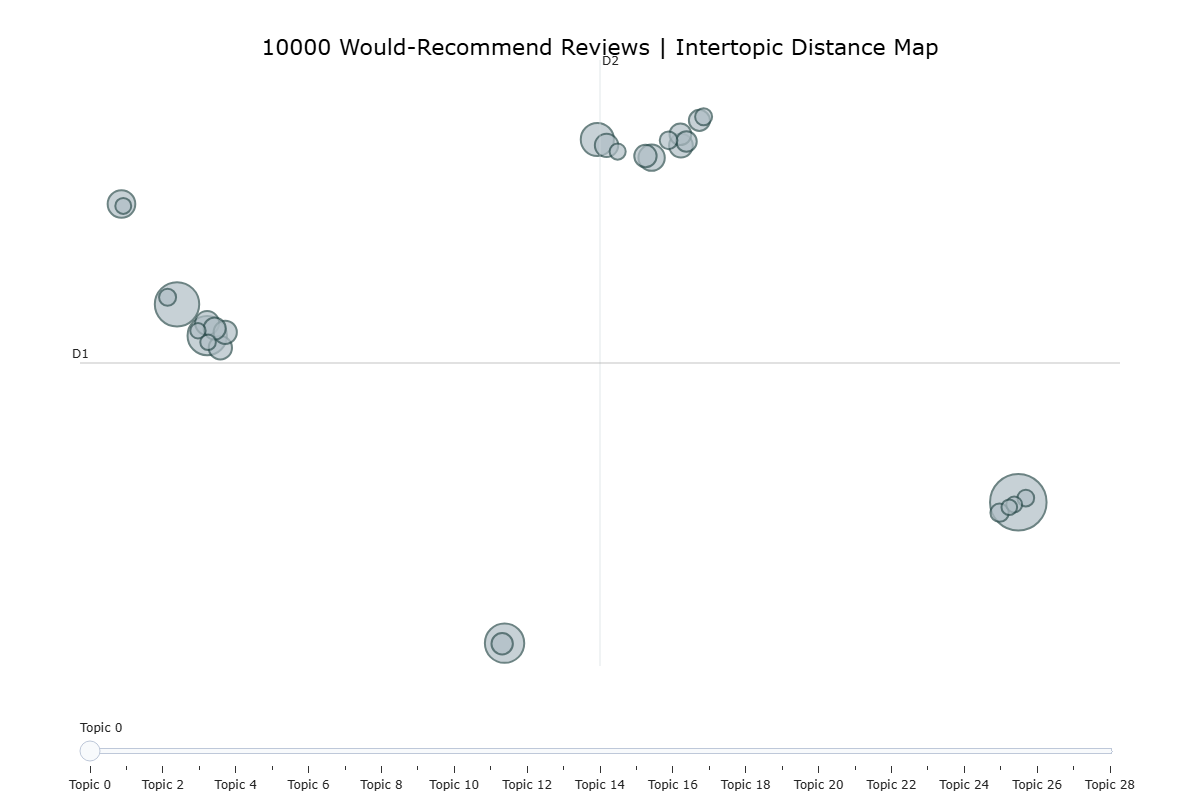 10000 Would-Recommend Reviews | Intertopic Distance Map
D2
D1
Topic 0
Topic 0 Topic 2 Topic 4 Topic 6 Topic 8 Topic 10 Topic 12 Topic 14 Topic 16 Topic 18 Topic 20 Topic 22 Topic 24 Topic 26 Topic 28